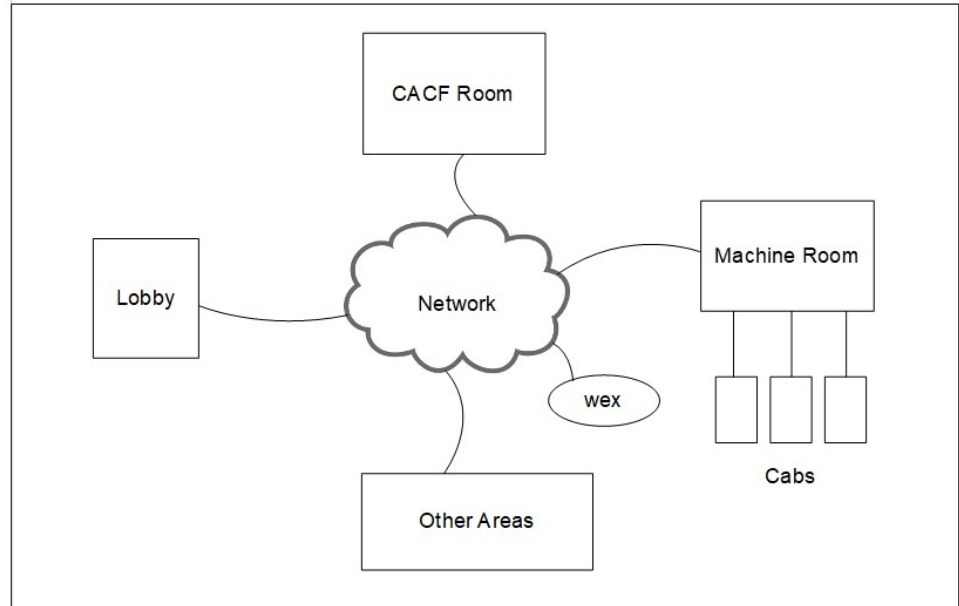 CACF Room
Machine Room
Lobby
Network
wex
Cabs
Other Areas